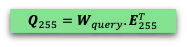 Q₂₅₅ = W_query · E₂₅₅ᵀ